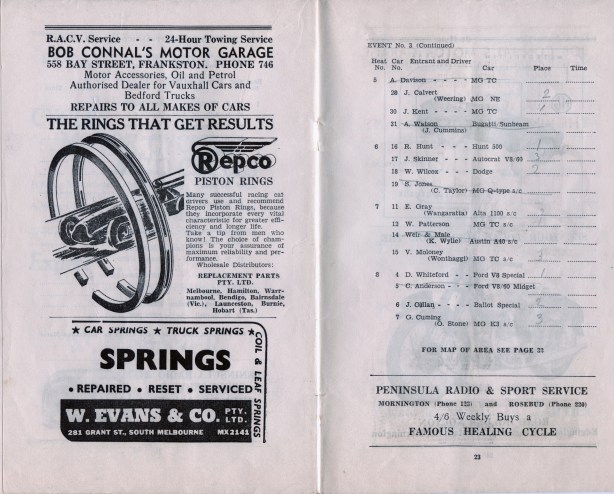 R.A.C.V. Service - - 24-Hour Towing Service
BOB CONNAL'S MOTOR GARAGE
558 BAY STREET, FRANKSTON. PHONE 746
Motor Accessories, Oil and Petrol
Authorised Dealer for Vauxhall Cars and
Bedford Trucks
REPAIRS TO ALL MAKES OF CARS
THE RINGS THAT GET RESULTS
Repco
PISTON RINGS
Many successful racing car
drivers use and recommend
Repco Piston Rings, because
they incorporate every vital
characteristic for greater effi-
ciency and longer life.
Take a tip from men who
know! The choice of cham-
pions is your assurance of
maximum reliability and per-
formance.
Wholesale Distributors:
REPLACEMENT PARTS
PTY. LTD.
Melbourne, Hamilton, Warr-
nambool, Bendigo, Bairnsdale
(Vic.), Launceston, Burnie,
Hobart (Tas.)
★ CAR SPRINGS ★ TRUCK SPRINGS ★
COIL & LEAF SPRINGS
SPRINGS
• REPAIRED • RESET • SERVICED
W. EVANS & CO. PTY. LTD.
281 GRANT ST., SOUTH MELBOURNE MX2141
EVENT No. 3 (Continued)
Heat No. Car No. Entrant and Driver Car Place Time
5 A. Davison - - - - MG TC
28 J. Calvert
(Weering) MG NE 2
30 J. Kent - - - - MG TC 1
21 A. Watson Bugatti Sunbeam
(J. Cummins)
6 16 R. Hunt - - - Hunt 500
17 J. Skinner - - Autocrat V8/60
18 W. Wilcox - - Dodge
19 S. Jones
(C. Taylor) MG Q-type s/c
7 11 E. Gray
(Wangaratta) Alta 1100 s/c
12 W. Patterson MG TC s/c
14 Weir & Male
(K. Wylie) Austin A40 s/c
15 V. Moloney
(Wonthaggi) MG TC s/c
8 4 D. Whiteford - - Ford V8 Special 1
C. Anderson - - Ford V8/60 Midget
6 J. Gillan - - - Ballot Special
7 G. Cuming
(O. Stone) MG K3 s/c 3
FOR MAP OF AREA SEE PAGE 33
PENINSULA RADIO & SPORT SERVICE
MORNINGTON (Phone 122) and ROSEBUD (Phone 230)
4/6 Weekly Buys a
FAMOUS HEALING CYCLE
23